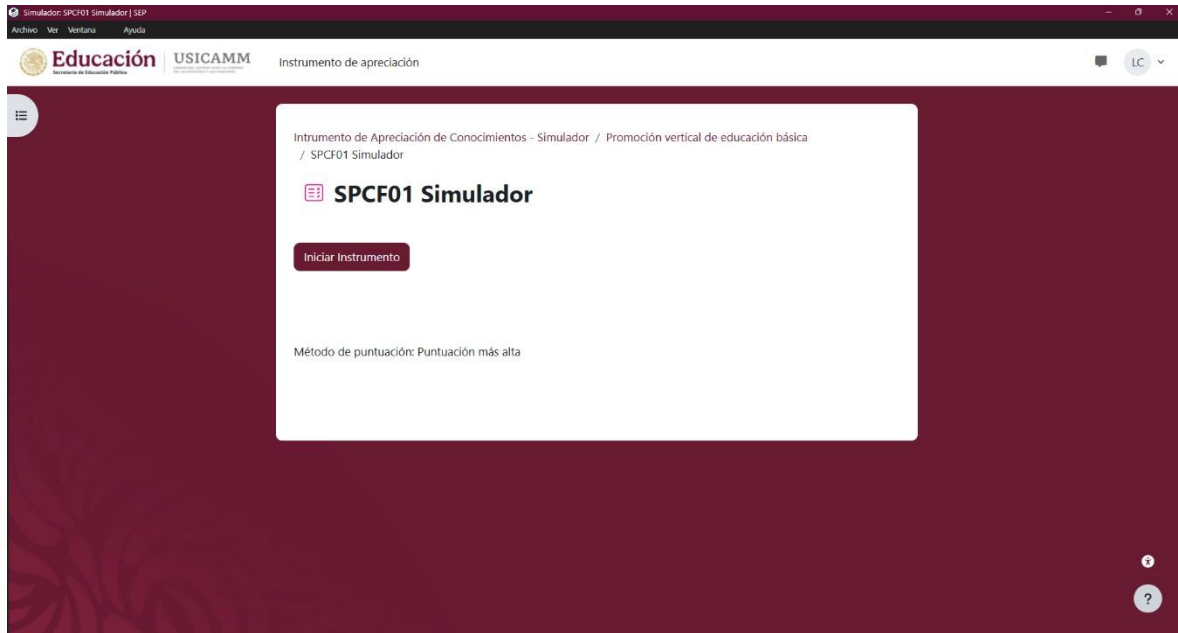 Simulador: SPCF01 Simulador | SEP
Archivo Ver Ventana Ayuda
Educación
Secretaría de Educación Pública
USICAMM
Instrumento de apreciación
LC
Intrumento de Apreciación de Conocimientos - Simulador / Promoción vertical de educación básica
/ SPCF01 Simulador
SPCF01 Simulador
Iniciar Instrumento
Método de puntuación: Puntuación más alta
?